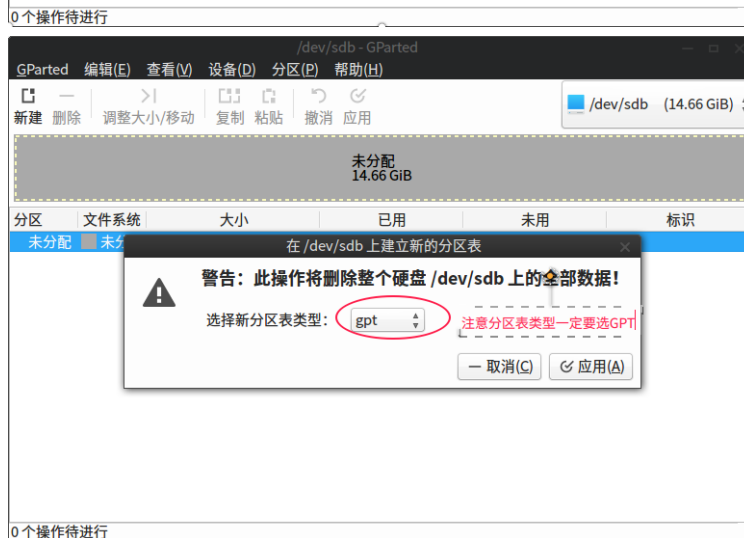 0个操作待进行
/dev/sdb - GParted
GParted 编辑(E) 查看(V) 设备(D) 分区(P) 帮助(H)
新建 删除 调整大小/移动 复制 粘贴 撤消 应用
/dev/sdb (14.66 GiB)
未分配
14.66 GiB
分区 文件系统 大小 已用 未用 标识
未分配
在 /dev/sdb 上建立新的分区表
警告：此操作将删除整个硬盘 /dev/sdb 上的全部数据！
选择新分区表类型： gpt 注意分区表类型一定要选GPT
取消(C) 应用(A)
0个操作待进行